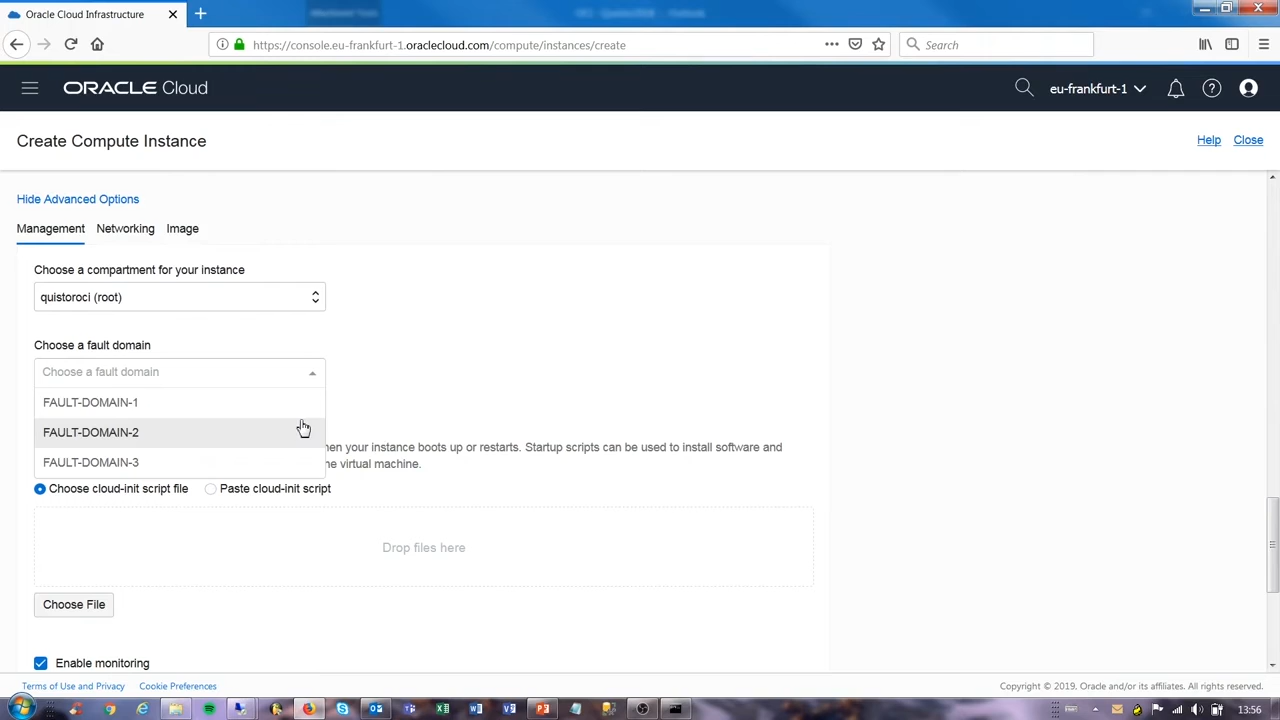 Oracle Cloud Infrastructure
https://console.eu-frankfurt-1.oraclecloud.com/compute/instances/create
Search
ORACLE Cloud
eu-frankfurt-1
Create Compute Instance
Help
Close
Hide Advanced Options
Management
Networking
Image
Choose a compartment for your instance
quistoroci (root)
Choose a fault domain
Choose a fault domain
FAULT-DOMAIN-1
FAULT-DOMAIN-2
FAULT-DOMAIN-3
hen your instance boots up or restarts. Startup scripts can be used to install software and
he virtual machine.
Choose cloud-init script file
Paste cloud-init script
Drop files here
Choose File
Enable monitoring
Terms of Use and Privacy
Cookie Preferences
Copyright © 2019, Oracle and/or its affiliates. All rights reserved.
13:56